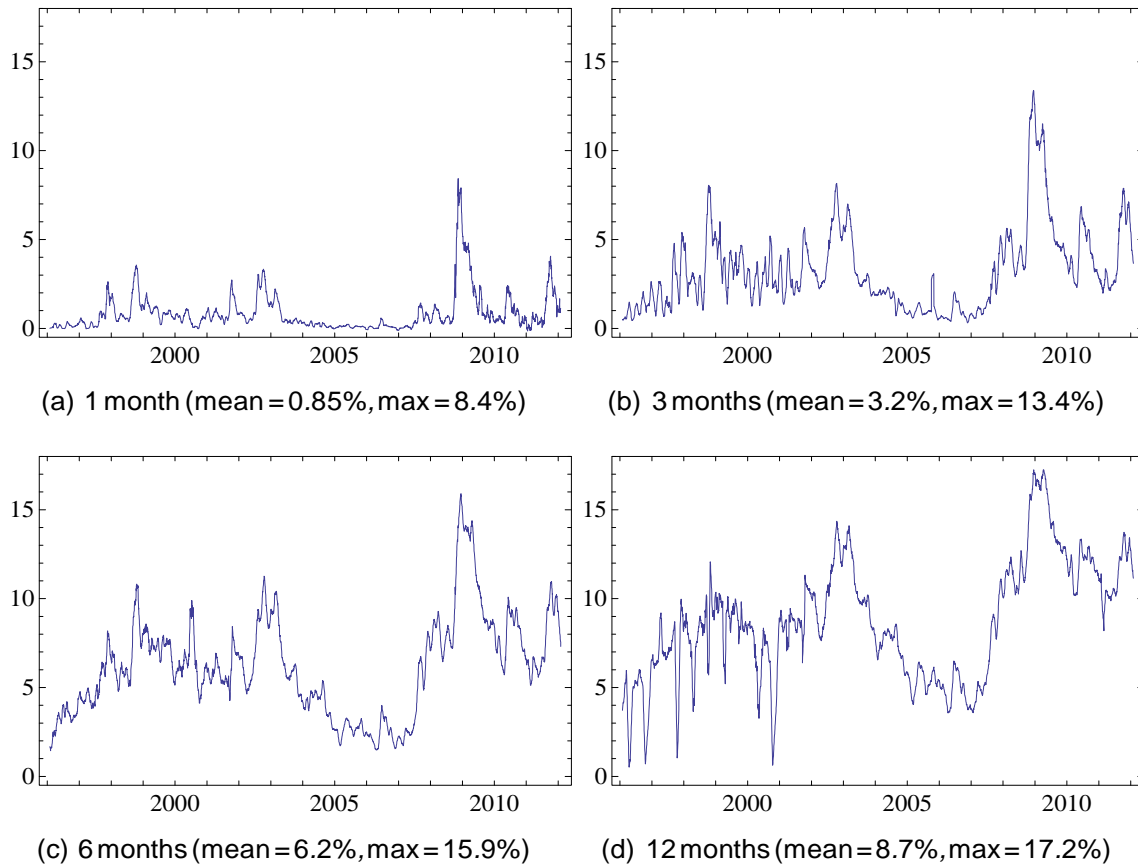 15
10
5
0
2000 2005 2010
(a) 1 month (mean=0.85%, max=8.4%)
15
10
5
0
2000 2005 2010
(b) 3 months (mean=3.2%, max=13.4%)
15
10
5
0
2000 2005 2010
(c) 6 months (mean=6.2%, max=15.9%)
15
10
5
0
2000 2005 2010
(d) 12 months (mean=8.7%, max=17.2%)